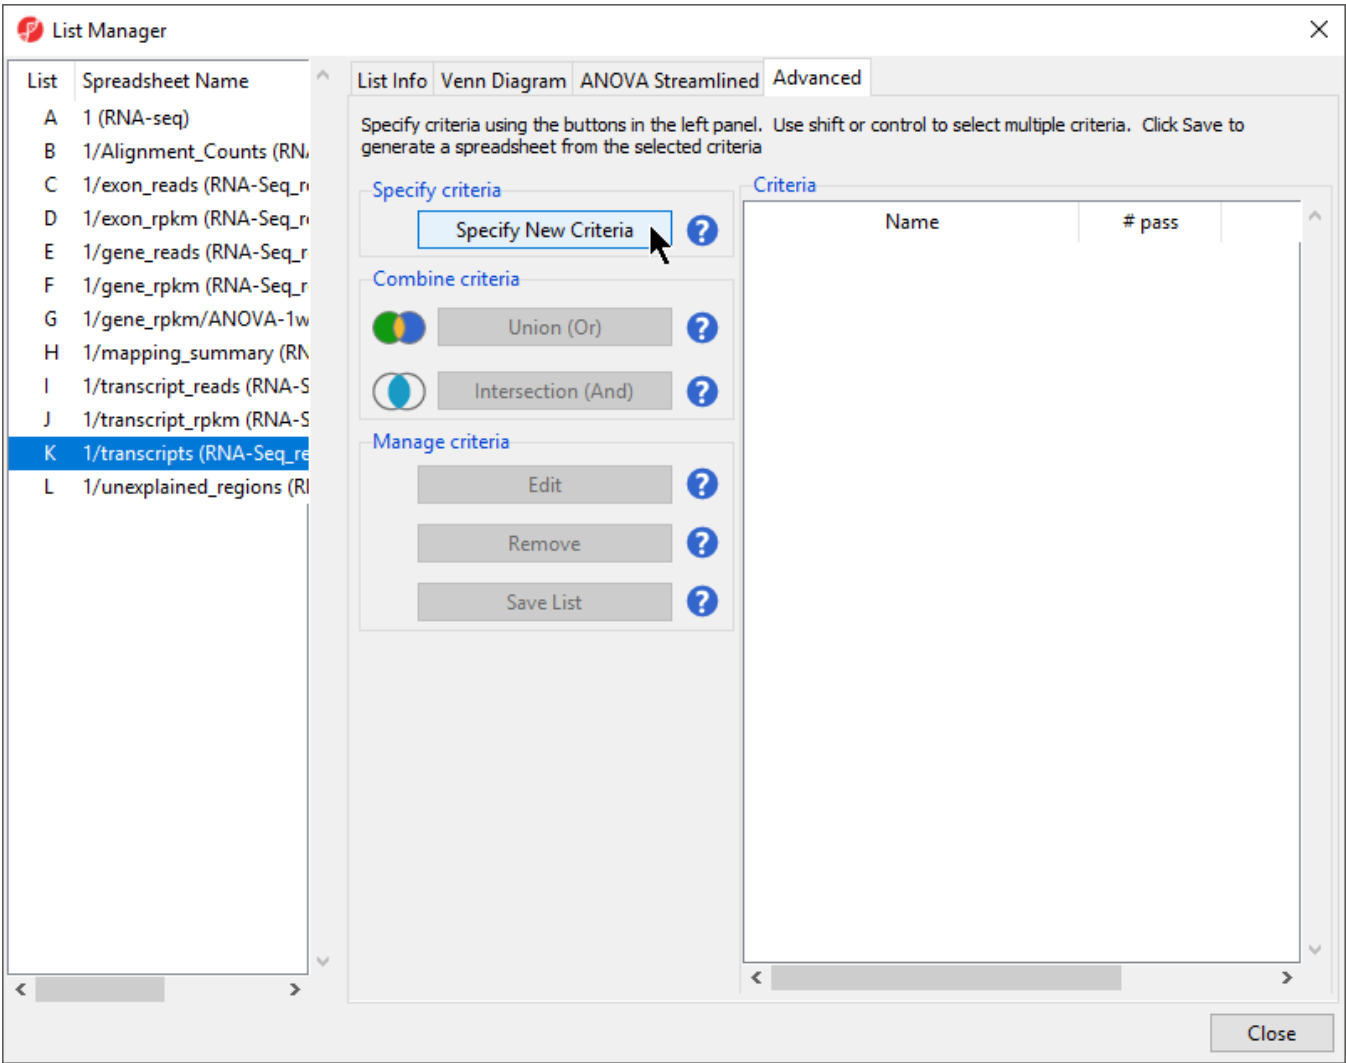 List Manager
List Spreadsheet Name
A 1 (RNA-seq)
B 1/Alignment_Counts (RNA
C 1/exon_reads (RNA-Seq_r
D 1/exon_rpkm (RNA-Seq_r
E 1/gene_reads (RNA-Seq_r
F 1/gene_rpkm (RNA-Seq_r
G 1/gene_rpkm/ANOVA-1w
H 1/mapping_summary (RN
I 1/transcript_reads (RNA-S
J 1/transcript_rpkm (RNA-S
K 1/transcripts (RNA-Seq_re
L 1/unexplained_regions (RI
List Info Venn Diagram ANOVA Streamlined Advanced
Specify criteria using the buttons in the left panel. Use shift or control to select multiple criteria. Click Save to
generate a spreadsheet from the selected criteria
Specify criteria
Specify New Criteria ?
Combine criteria
Union (Or) ?
Intersection (And) ?
Manage criteria
Edit ?
Remove ?
Save List ?
Criteria
Name # pass
Close